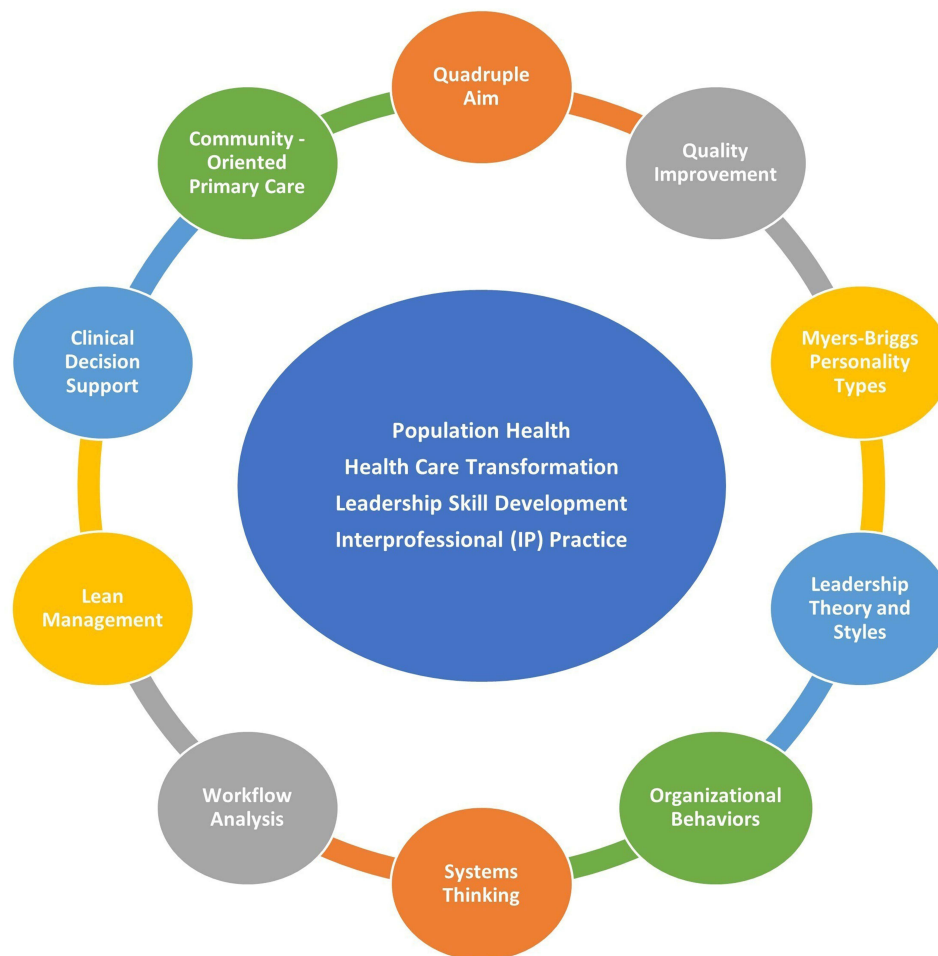 Quadruple
Aim
Quality
Improvement
Myers-Briggs
Personality
Types
Leadership
Theory and
Styles
Organizational
Behaviors
Systems
Thinking
Workflow
Analysis
Lean
Management
Clinical
Decision
Support
Community -
Oriented
Primary Care
Population Health
Health Care Transformation
Leadership Skill Development
Interprofessional (IP) Practice